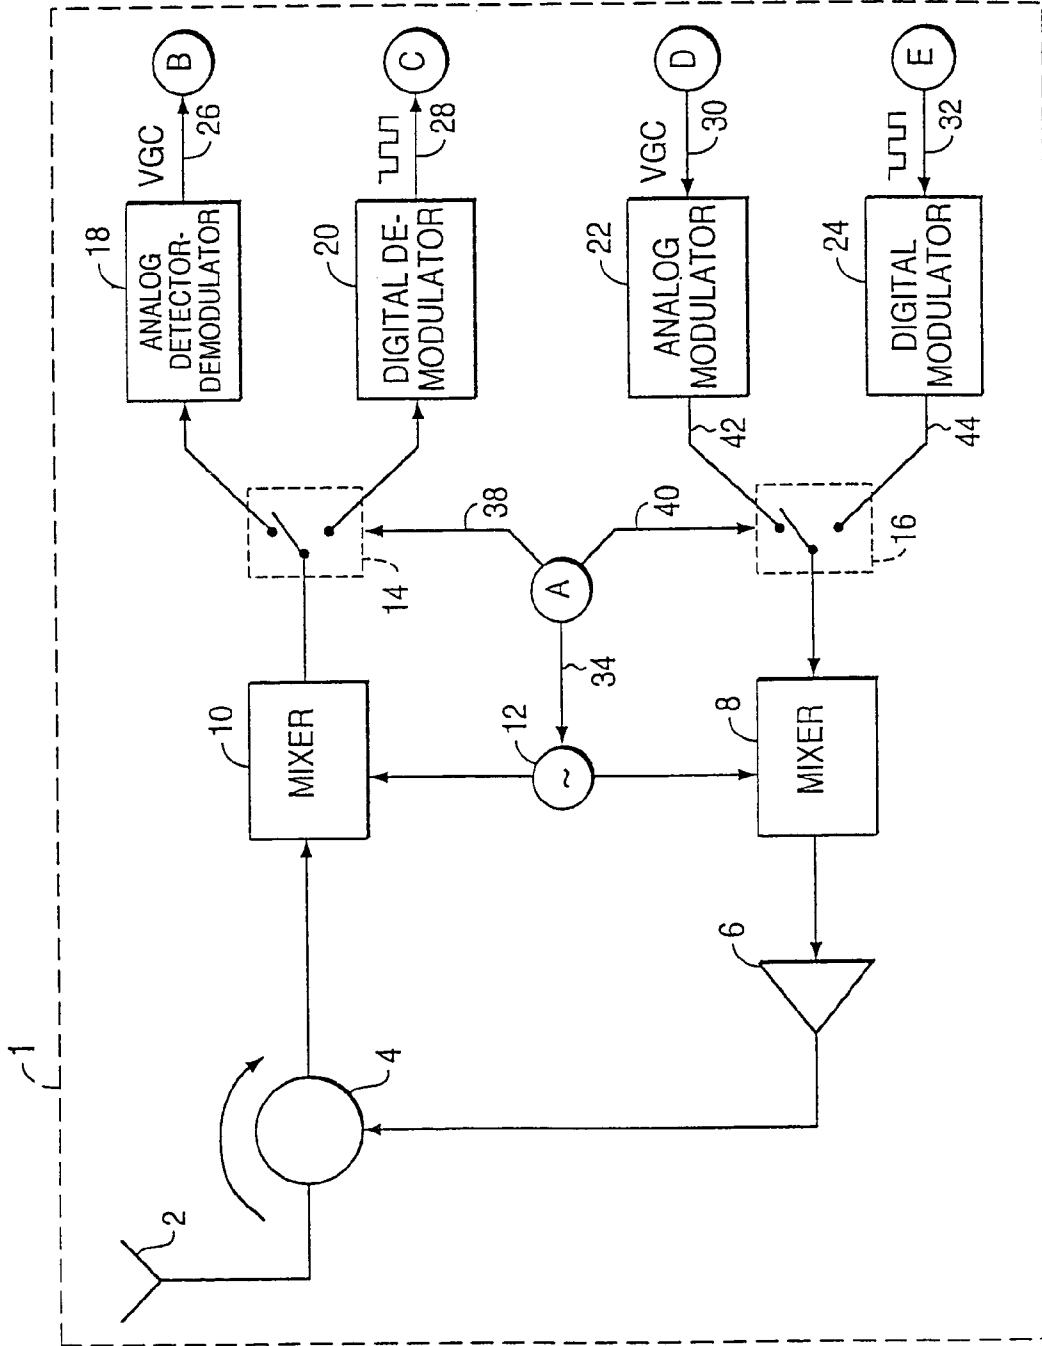 1
2
4
6
10
MIXER
8
MIXER
12
~
34
A
38
40
14
16
18
ANALOG
DETECTOR-
DEMODULATOR
VGC
26
B
20
DIGITAL DE-
MODULATOR
28
C
22
ANALOG
MODULATOR
42
VGC
30
D
24
DIGITAL
MODULATOR
44
32
E